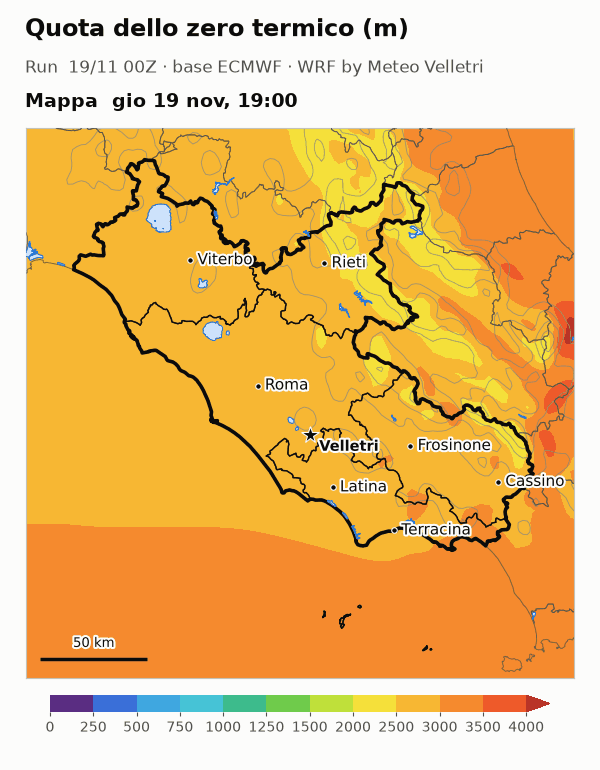 Quota dello zero termico (m)
Run  19/11 00Z · base ECMWF · WRF by Meteo Velletri
Mappa  gio 19 nov, 19:00
Viterbo
Rieti
Roma
Velletri
Frosinone
Cassino
Latina
Terracina
50 km
0 250 500 750 1000 1250 1500 2000 2500 3000 3500 4000